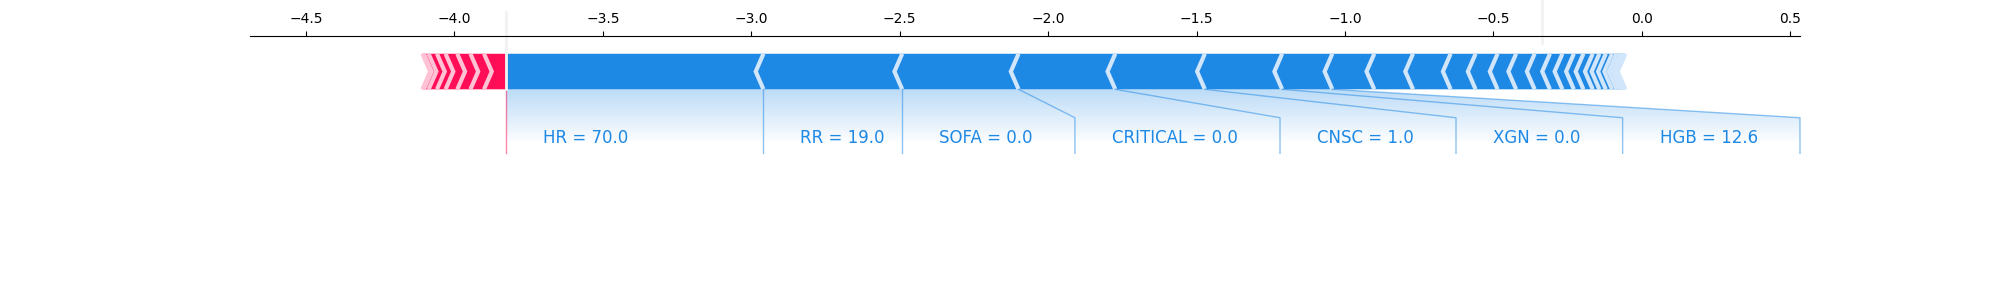 −4.5 −4.0 −3.5 −3.0 −2.5 −2.0 −1.5 −1.0 −0.5 0.0 0.5
HR = 70.0 RR = 19.0 SOFA = 0.0 CRITICAL = 0.0 CNSC = 1.0 XGN = 0.0 HGB = 12.6